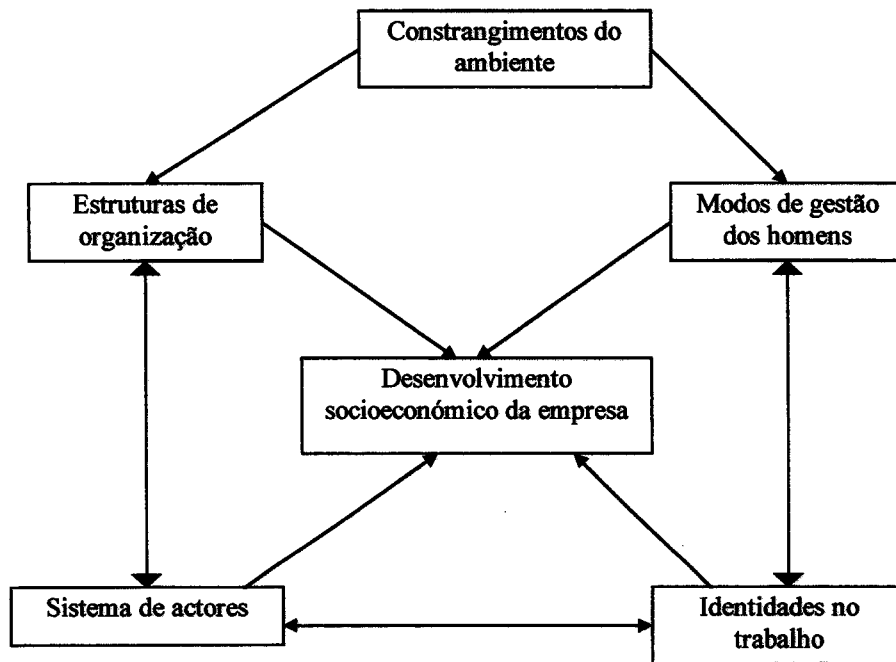 Constrangimentos do
ambiente
Estruturas de
organização
Modos de gestão
dos homens
Desenvolvimento
socioeconómico da empresa
Sistema de actores
Identidades no
trabalho